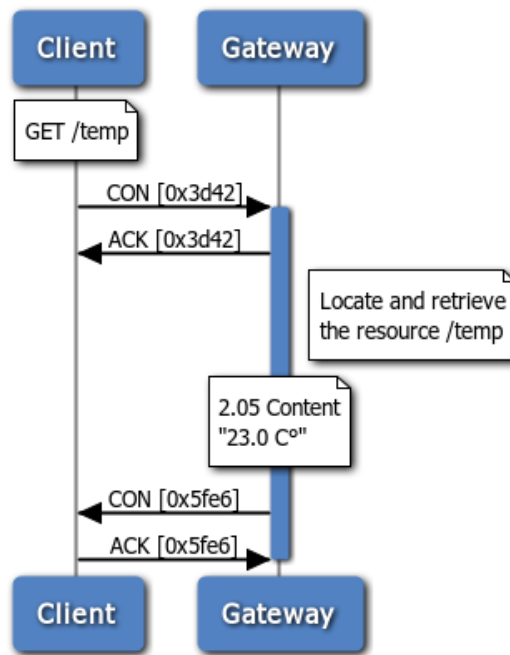 Client
Gateway
GET /temp
CON [0x3d42]
ACK [0x3d42]
Locate and retrieve
the resource /temp
2.05 Content
"23.0 Cº"
CON [0x5fe6]
ACK [0x5fe6]
Client
Gateway